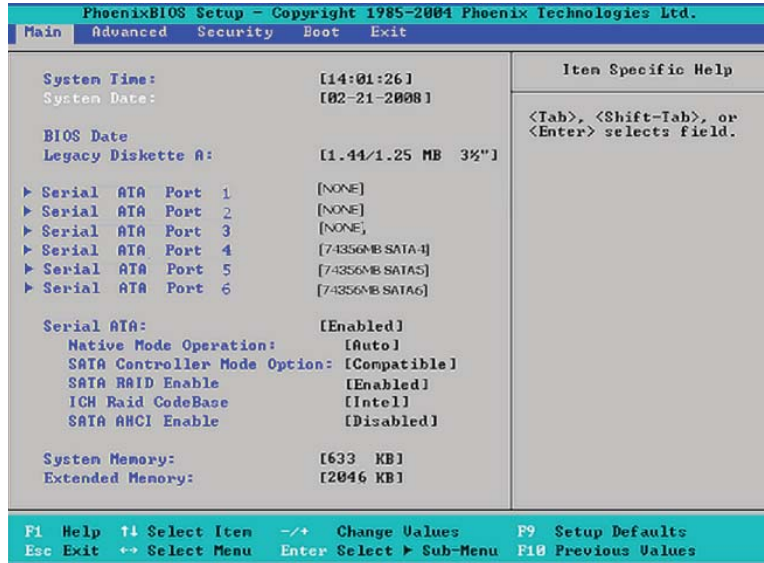 PhoenixBIOS Setup - Copyright 1985-2004 Phoenix Technologies Ltd.
Main Advanced Security Boot Exit
Item Specific Help
<Tab>, <Shift-Tab>, or
<Enter> selects field.
System Time: [14:01:26]
System Date: [02-21-2008]
BIOS Date
Legacy Diskette A: [1.44/1.25 MB 3½"]
▶ Serial ATA Port 1 [NONE]
▶ Serial ATA Port 2 [NONE]
▶ Serial ATA Port 3 [NONE]
▶ Serial ATA Port 4 [74356MB SATA4]
▶ Serial ATA Port 5 [74356MB SATA5]
▶ Serial ATA Port 6 [74356MB SATA6]
Serial ATA: [Enabled]
Native Mode Operation: [Auto]
SATA Controller Mode Option: [Compatible]
SATA RAID Enable [Enabled]
ICH Raid CodeBase [Intel]
SATA AHCI Enable [Disabled]
System Memory: [633 KB]
Extended Memory: [2046 KB]
F1 Help ↑↓ Select Item -/+ Change Values F9 Setup Defaults
Esc Exit ↔ Select Menu Enter Select ▶ Sub-Menu F10 Previous Values